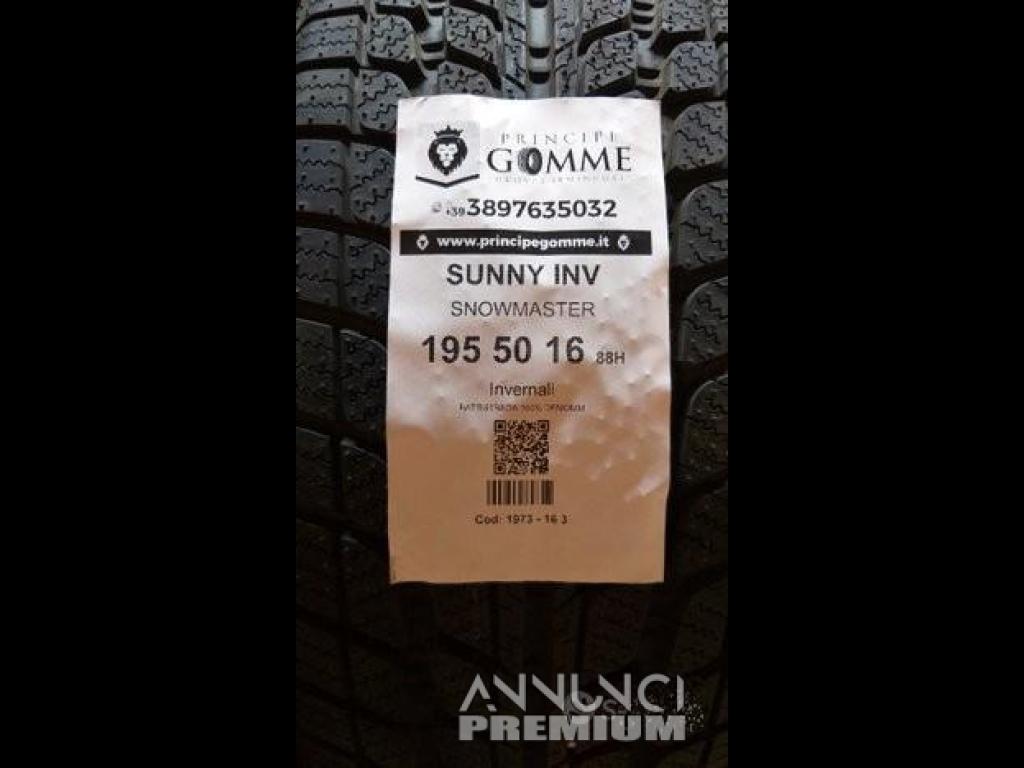 PRINCIPE
GOMME
+39 3897635032
www.principegomme.it
SUNNY INV
SNOWMASTER
195 50 16 88H
Invernali
Cod: 1973 - 16 3
ANNUNCI
PREMIUM